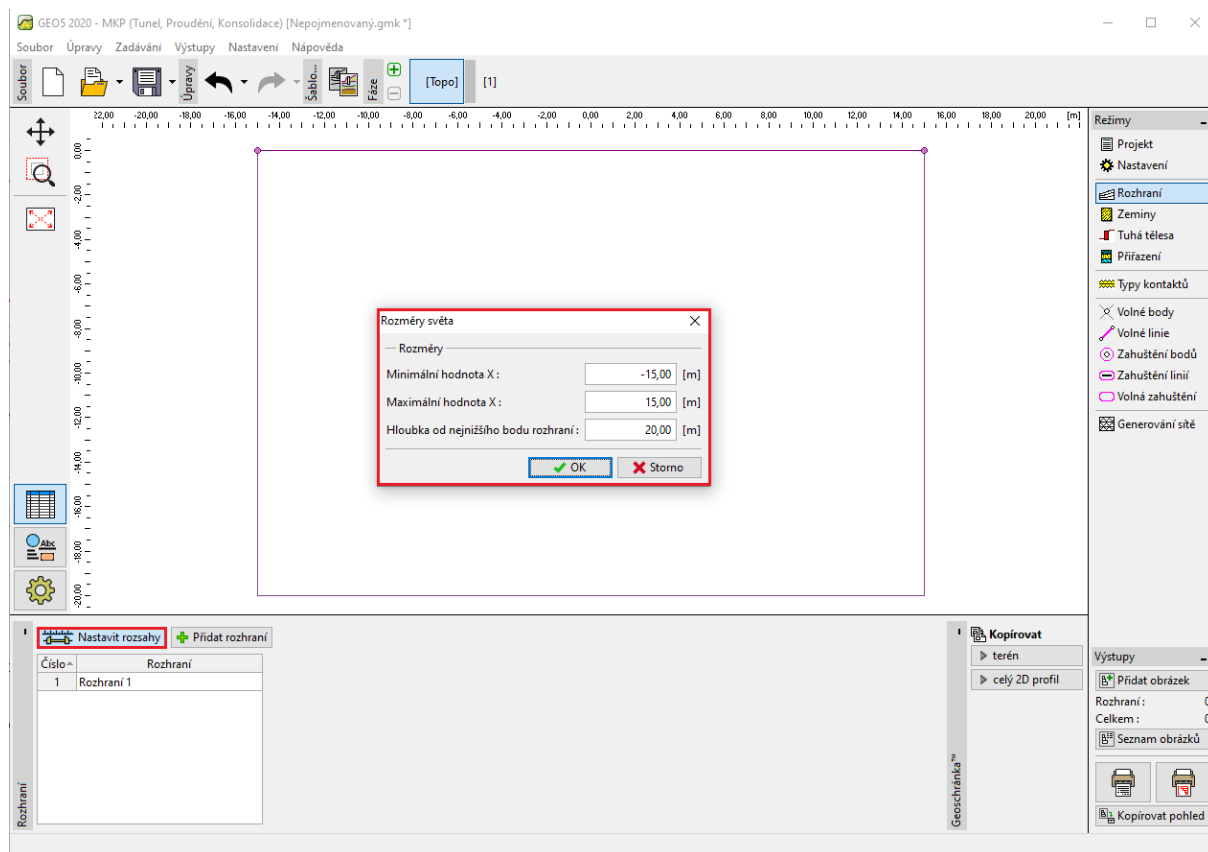 GEO5 2020 - MKP (Tunel, Proudění, Konsolidace) [Nepojmenovaný.gmk *]
Soubor Úpravy Zadávání Výstupy Nastavení Nápověda
Soubor
Úpravy
Šablo...
Fáze
[Topo]
[1]
22,00 -20,00 -18,00 -16,00 -14,00 -12,00 -10,00 -8,00 -6,00 -4,00 -2,00 0,00 2,00 4,00 6,00 8,00 10,00 12,00 14,00 16,00 18,00 20,00 [m]
0,00
-2,00
-4,00
-6,00
-8,00
-10,00
-12,00
-14,00
-16,00
-18,00
-20,00
Abc
Rozměry světa
Rozměry
Minimální hodnota X : -15,00 [m]
Maximální hodnota X : 15,00 [m]
Hloubka od nejnižšího bodu rozhraní : 20,00 [m]
OK
Storno
Režimy
Projekt
Nastavení
Rozhraní
Zeminy
Tuhá tělesa
Přiřazení
Typy kontaktů
Volné body
Volné linie
Zahuštění bodů
Zahuštění linií
Volná zahuštění
Generování sítě
Nastavit rozsahy
Přidat rozhraní
Číslo Rozhraní
1 Rozhraní 1
Rozhraní
Geoschránka™
Kopírovat
terén
celý 2D profil
Výstupy
Přidat obrázek
Rozhraní : 0
Celkem : 0
Seznam obrázků
Kopírovat pohled